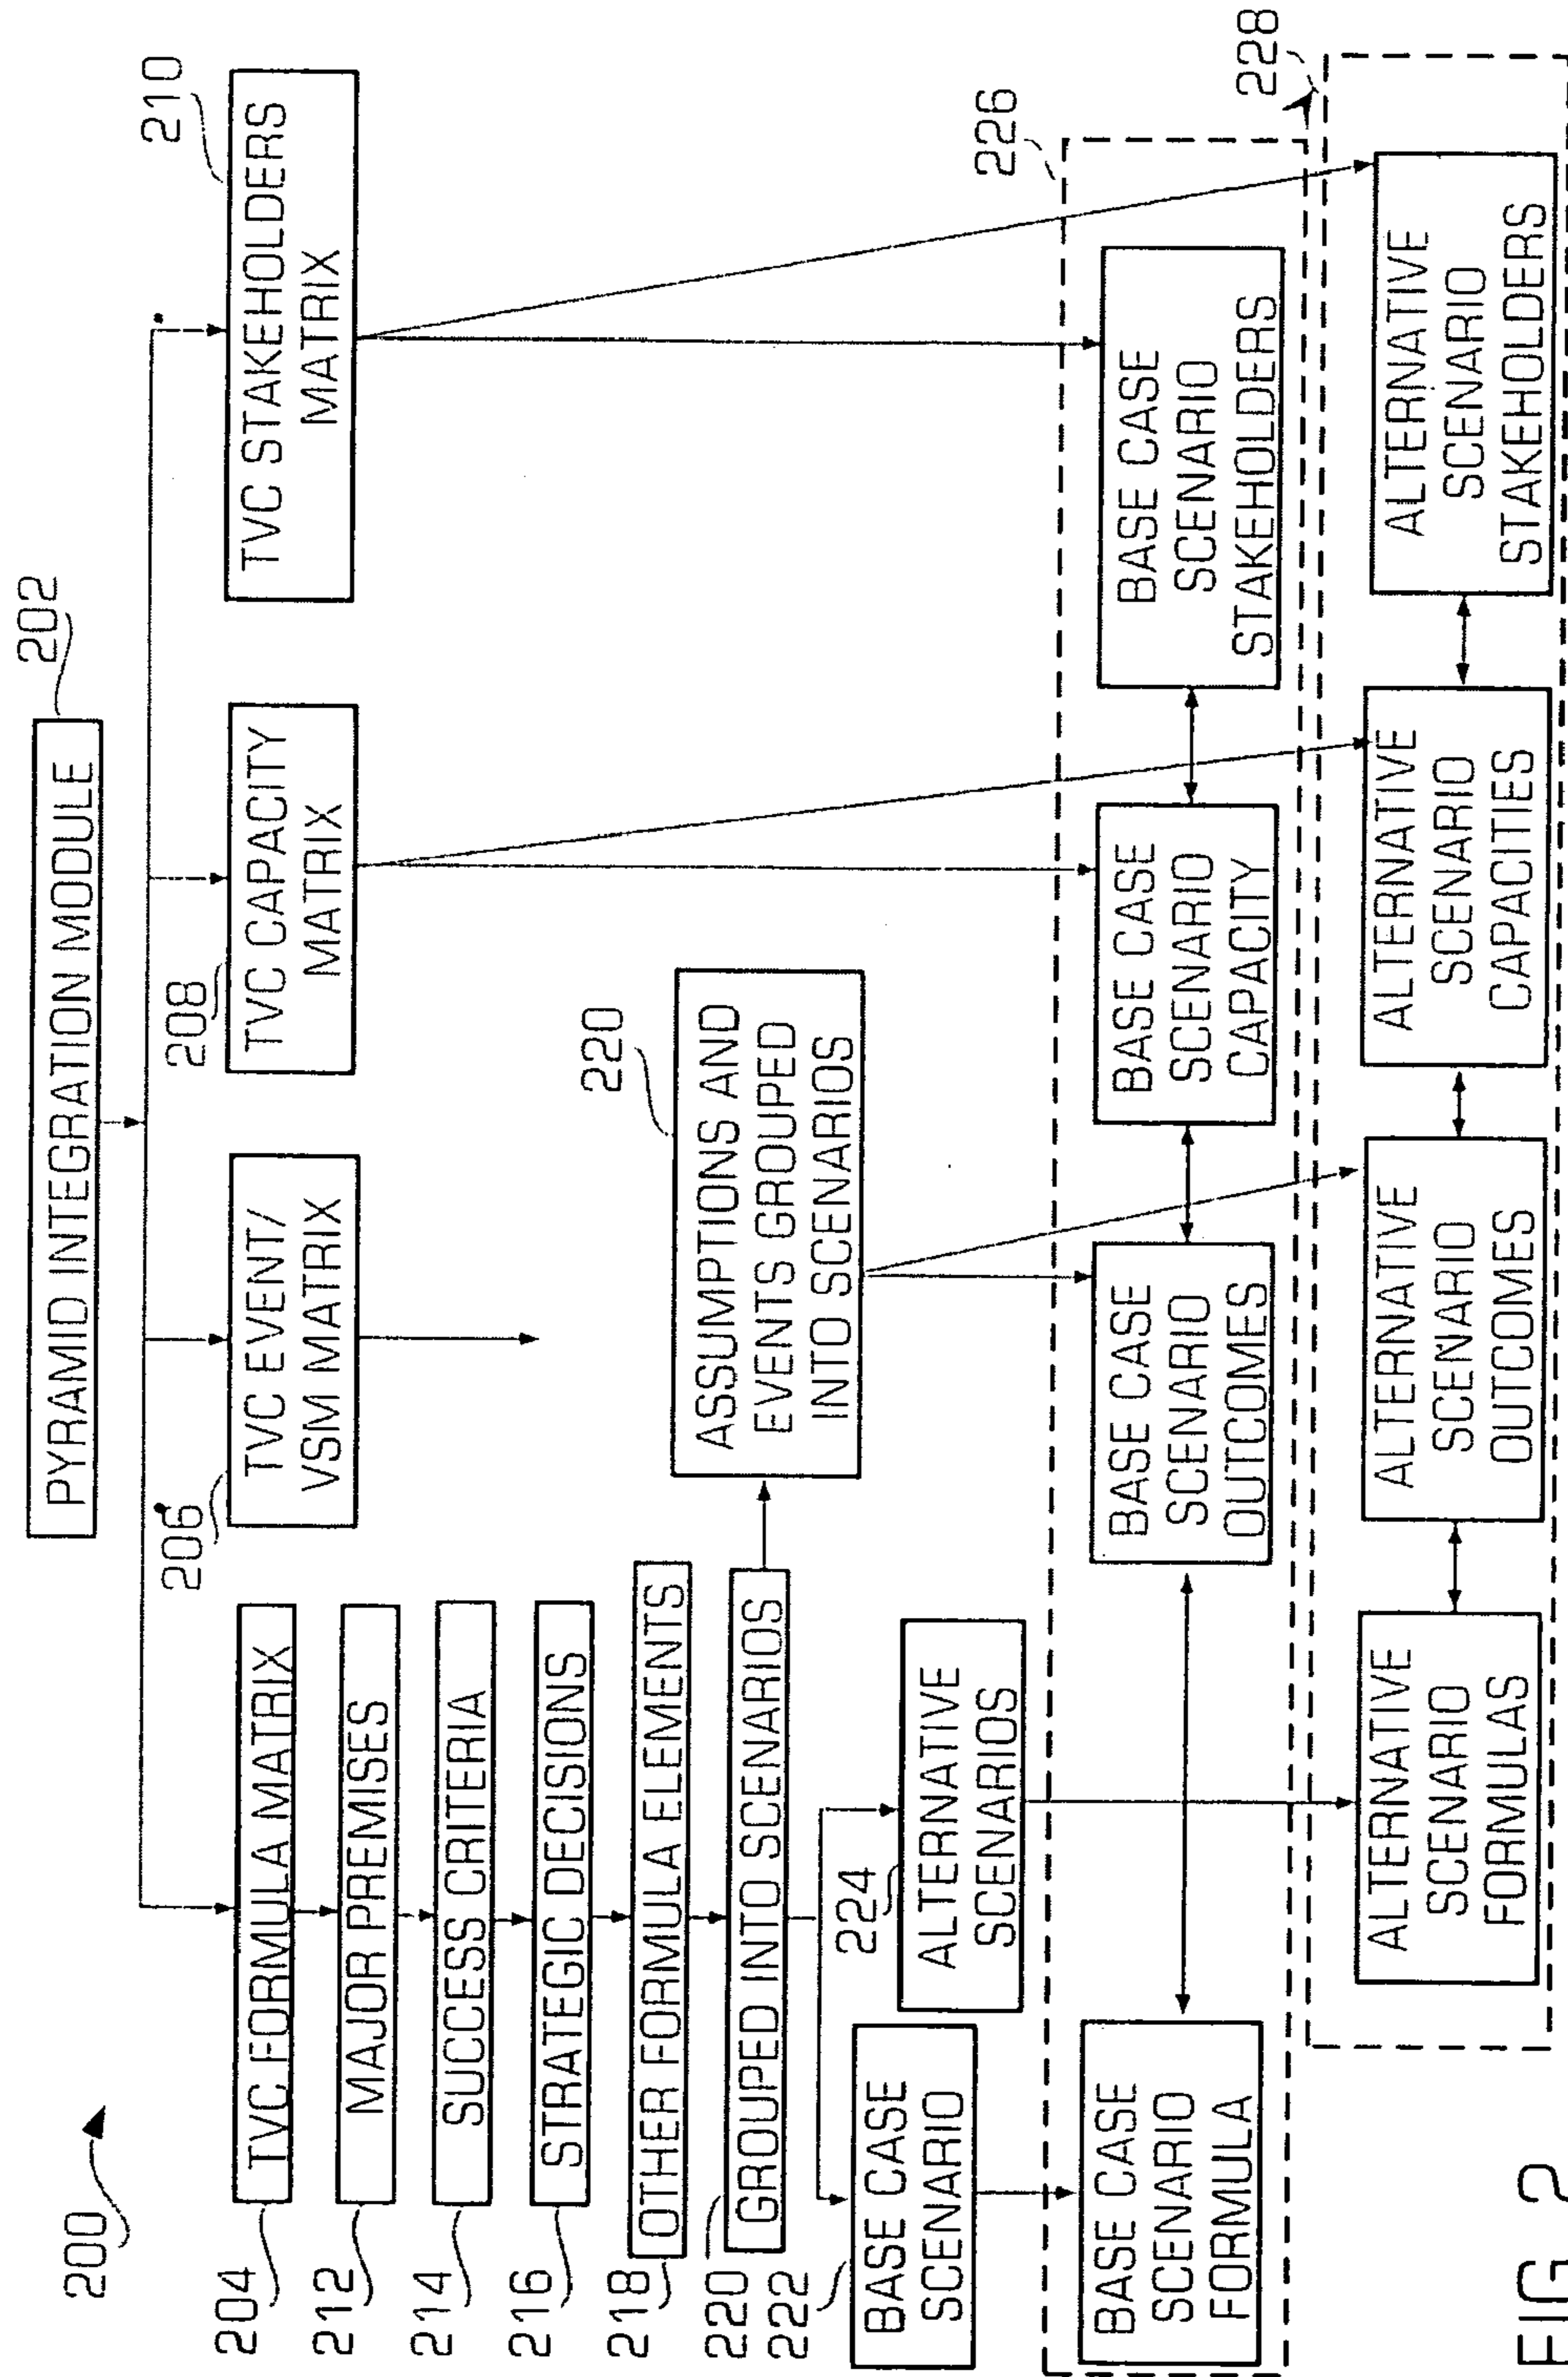 200
PYRAMID INTEGRATION MODULE
202
204
TVC FORMULA MATRIX
206
TVC EVENT/
VSM MATRIX
208
TVC CAPACITY
MATRIX
210
TVC STAKEHOLDERS
MATRIX
212
MAJOR PREMISES
214
SUCCESS CRITERIA
216
STRATEGIC DECISIONS
218
OTHER FORMULA ELEMENTS
220
GROUPED INTO SCENARIOS
220
ASSUMPTIONS AND
EVENTS GROUPED
INTO SCENARIOS
222
BASE CASE
SCENARIO
224
ALTERNATIVE
SCENARIOS
226
BASE CASE
SCENARIO
FORMULA
BASE CASE
SCENARIO
OUTCOMES
BASE CASE
SCENARIO
CAPACITY
BASE CASE
SCENARIO
STAKEHOLDERS
228
ALTERNATIVE
SCENARIO
FORMULAS
ALTERNATIVE
SCENARIO
OUTCOMES
ALTERNATIVE
SCENARIO
CAPACITIES
ALTERNATIVE
SCENARIO
STAKEHOLDERS
FIG 2